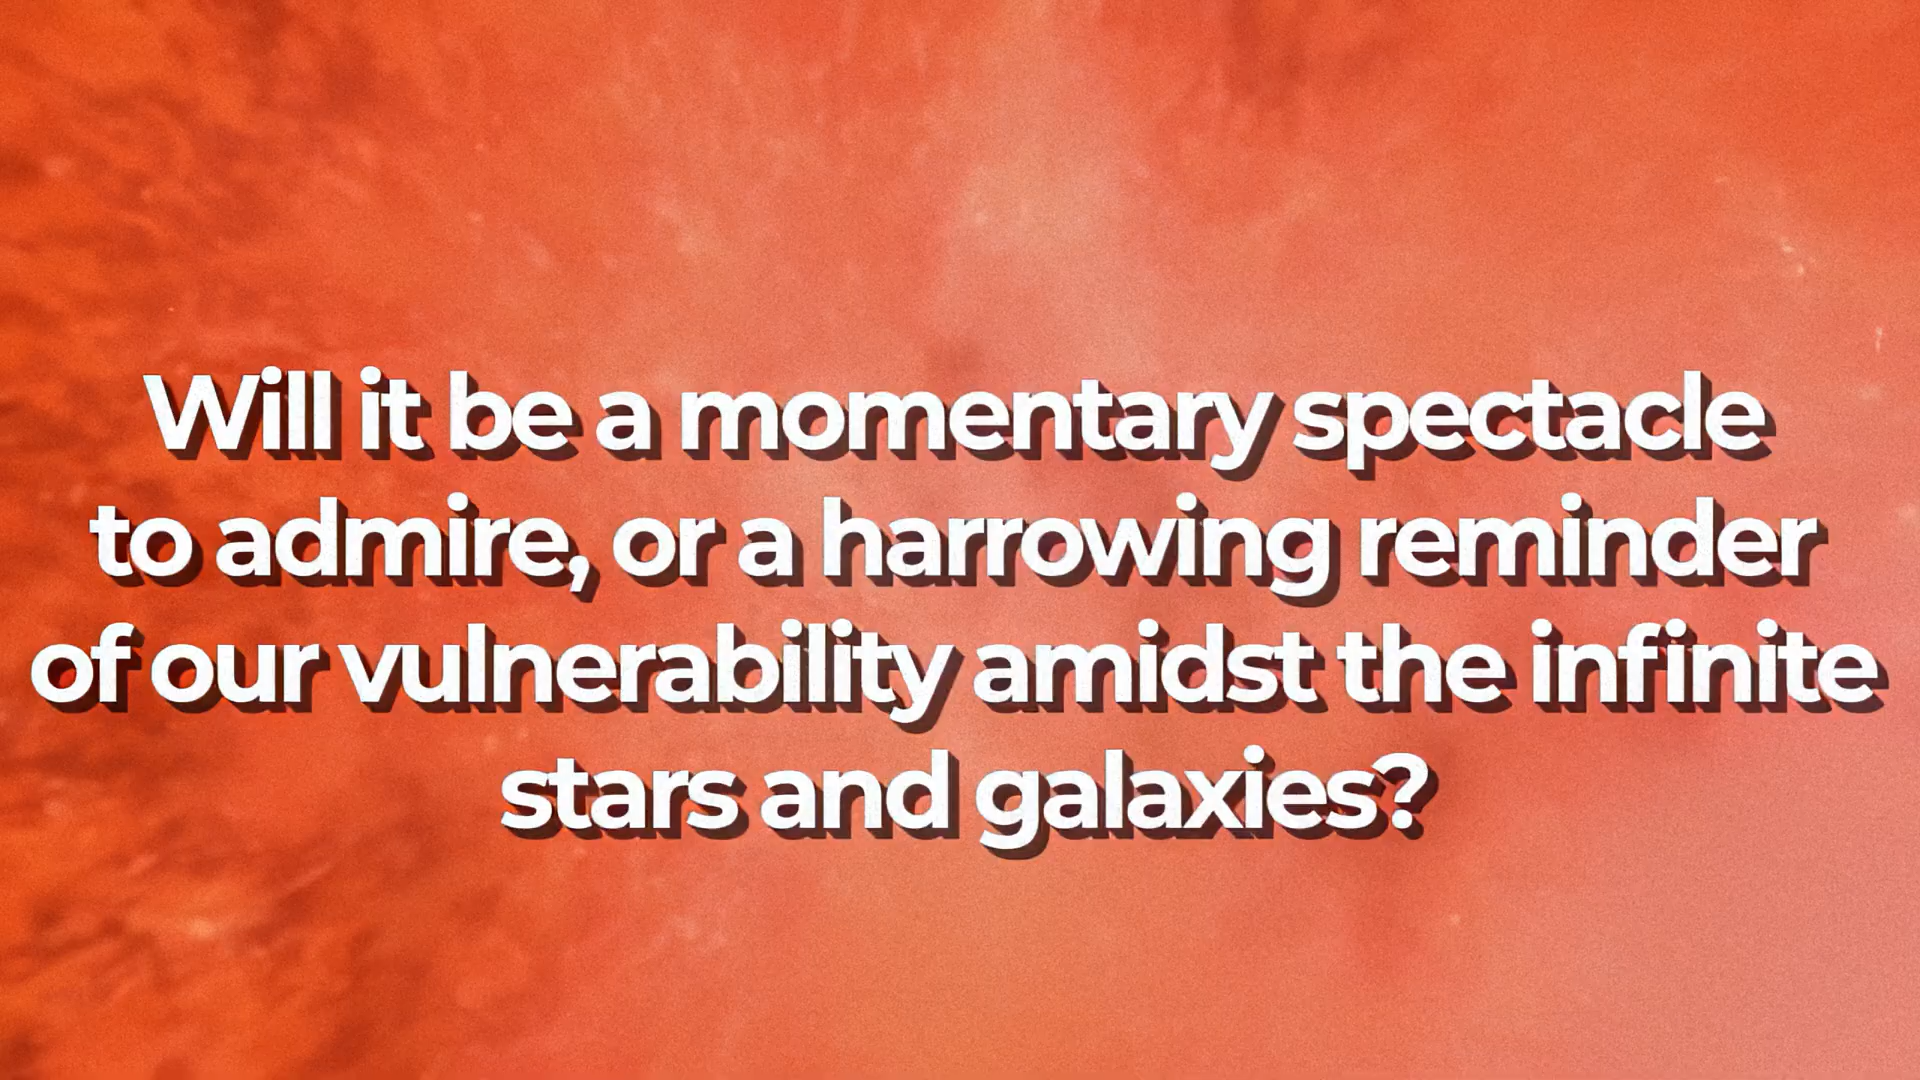 Will it be a momentary spectacle
to admire, or a harrowing reminder
of our vulnerability amidst the infinite
stars and galaxies?